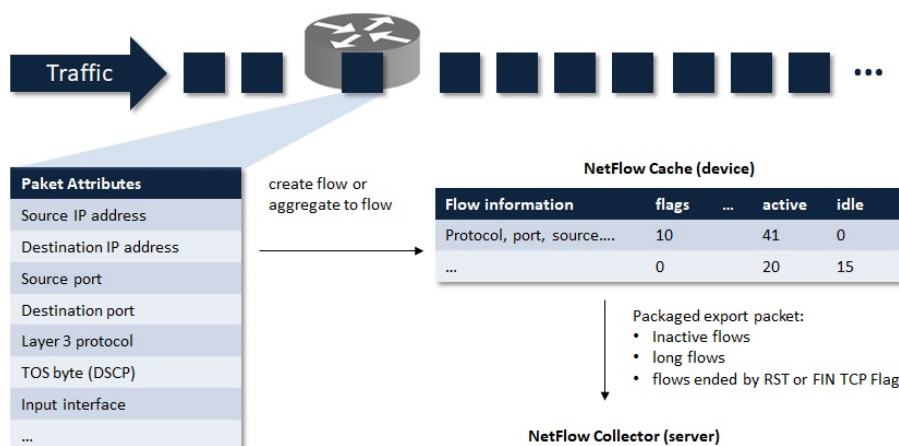 Traffic
...
Paket Attributes
Source IP address
Destination IP address
Source port
Destination port
Layer 3 protocol
TOS byte (DSCP)
Input interface
...
create flow or
aggregate to flow
NetFlow Cache (device)
Flow information flags ... active idle
Protocol, port, source.... 10 41 0
... 0 20 15
Packaged export packet:
• Inactive flows
• long flows
• flows ended by RST or FIN TCP Flag
NetFlow Collector (server)